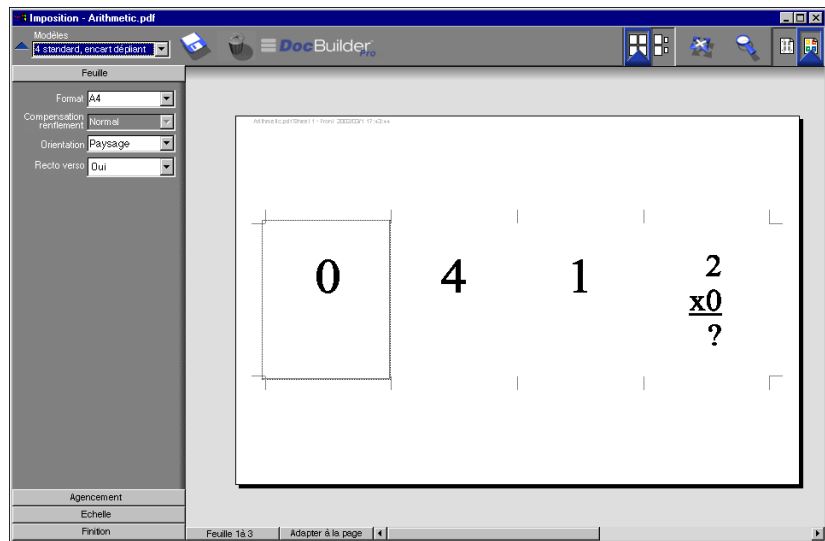 Imposition - Arithmetic.pdf
Modèles
4 standard, encart dépliant
DocBuilder
Pro
Feuille
Format A4
Compensation
renflement Normal
Orientation Paysage
Recto verso Oui
0 4 1 2
x0
?
Agencement
Echelle
Finition
Feuille 1à 3 Adapter à la page